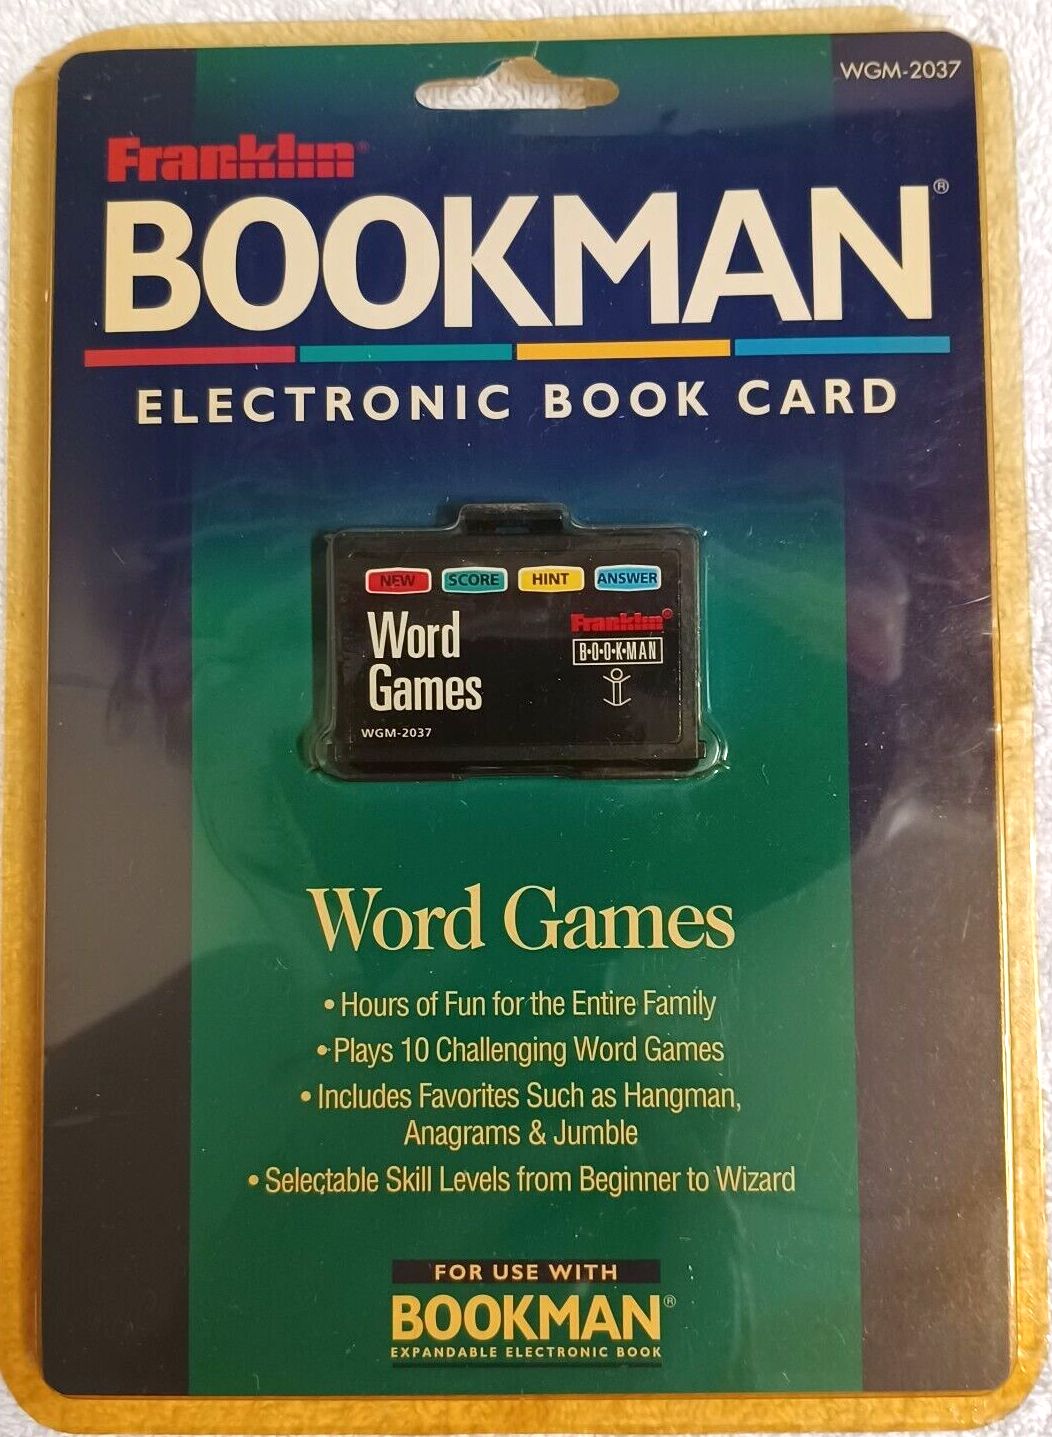 WGM-2037
Franklin®
BOOKMAN®
ELECTRONIC BOOK CARD
NEW SCORE HINT ANSWER
Word
Games
Franklin®
B•O•O•K•MAN
WGM-2037
Word Games
• Hours of Fun for the Entire Family
• Plays 10 Challenging Word Games
• Includes Favorites Such as Hangman,
Anagrams & Jumble
• Selectable Skill Levels from Beginner to Wizard
FOR USE WITH
BOOKMAN®
EXPANDABLE ELECTRONIC BOOK